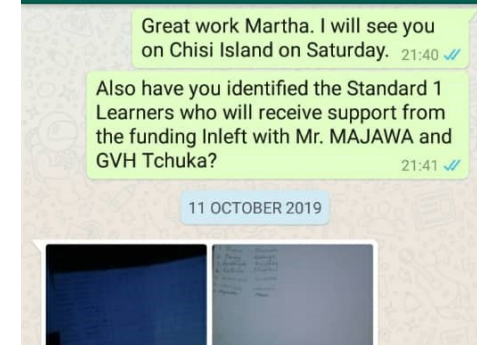 Great work Martha. I will see you
on Chisi Island on Saturday. 21:40
Also have you identified the Standard 1
Learners who will receive support from
the funding Inleft with Mr. MAJAWA and
GVH Tchuka? 21:41
11 OCTOBER 2019